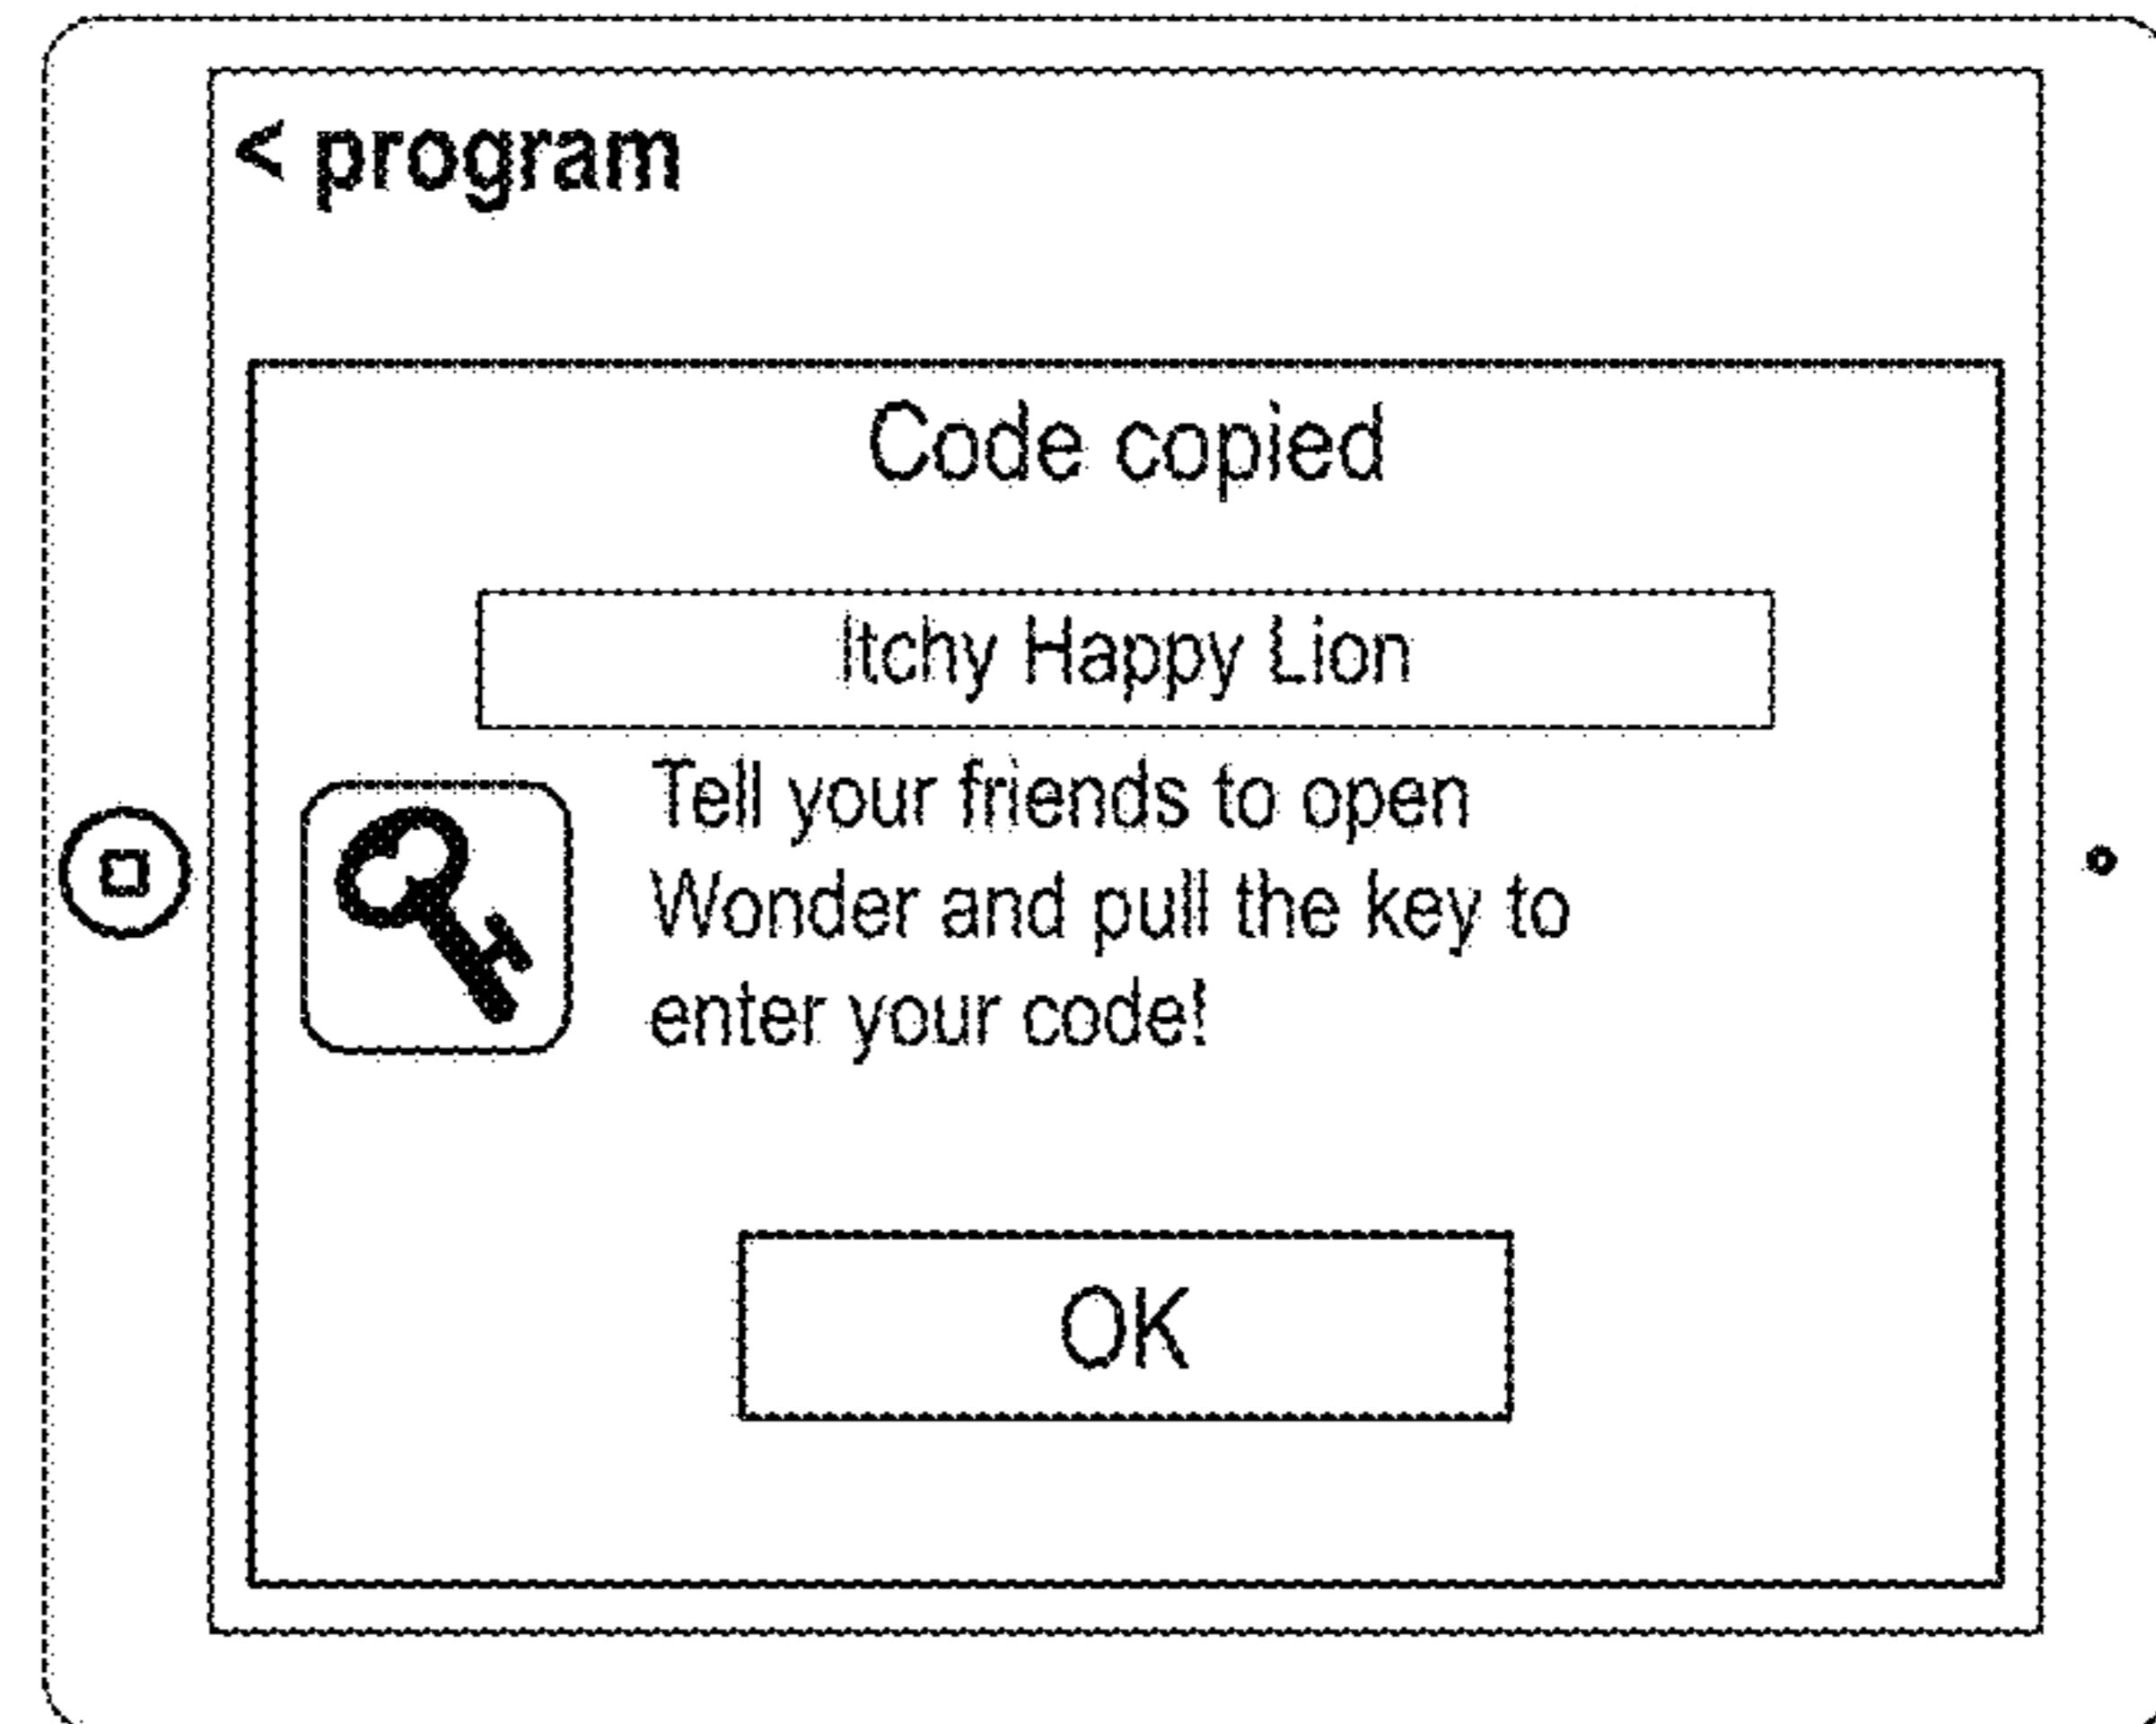 < program
Code copied
Itchy Happy Lion
Tell your friends to open
Wonder and pull the key to
enter your code!
OK